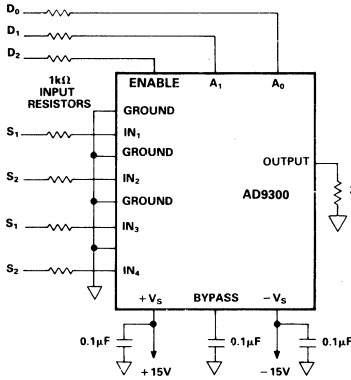 D0
D1
D2
1kΩ
INPUT
RESISTORS
ENABLE A1 A0
GROUND
S1 IN1
GROUND
OUTPUT
S2 IN2
AD9300
GROUND
S1 IN3
S2 IN4
+VS BYPASS −VS
0.1μF 0.1μF 0.1μF
+15V −15V